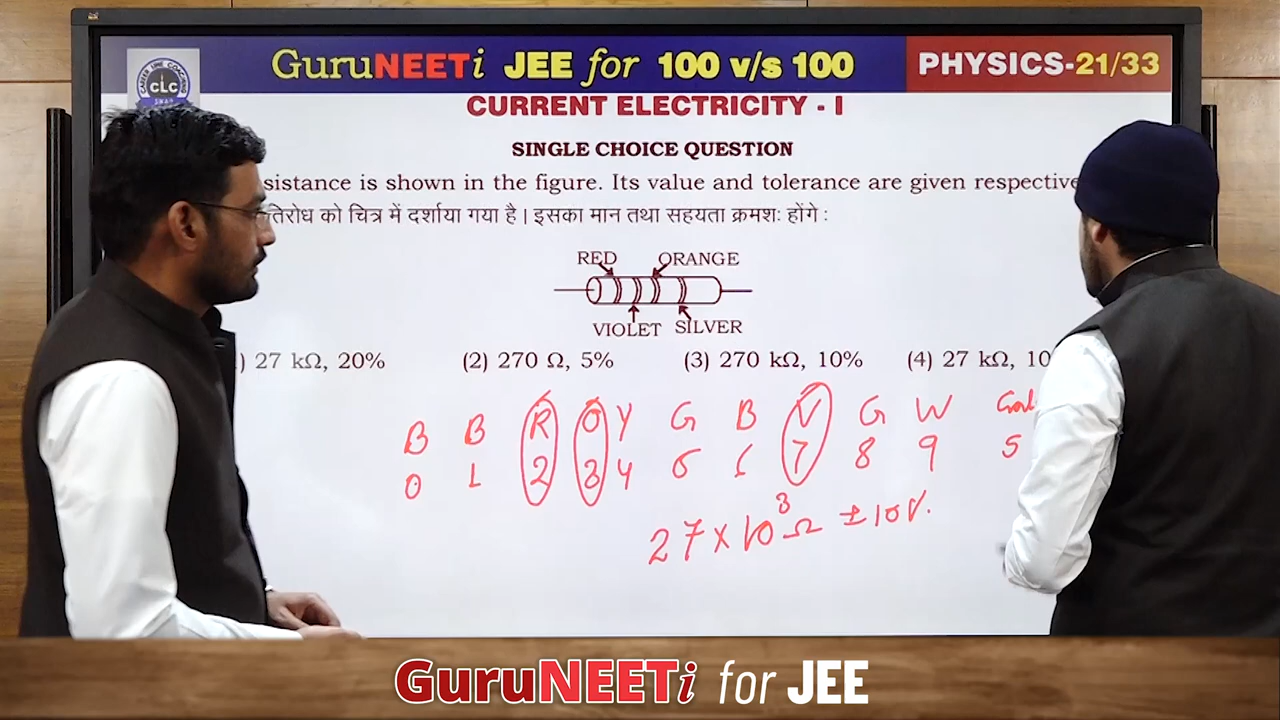 GuruNEETi JEE for 100 v/s 100
PHYSICS-21/33
CLC
CURRENT ELECTRICITY - I
SINGLE CHOICE QUESTION
sistance is shown in the figure. Its value and tolerance are given respective
तिरोध को चित्र में दर्शाया गया है। इसका मान तथा सहयता क्रमशः होंगे :
RED ORANGE
VIOLET SILVER
) 27 kΩ, 20% (2) 270 Ω, 5% (3) 270 kΩ, 10% (4) 27 kΩ, 10
B B R O Y G B V G W
0 1 2 3 4 5 6 7 8 9 5
27 × 10³ Ω ± 10%
GuruNEETi for JEE